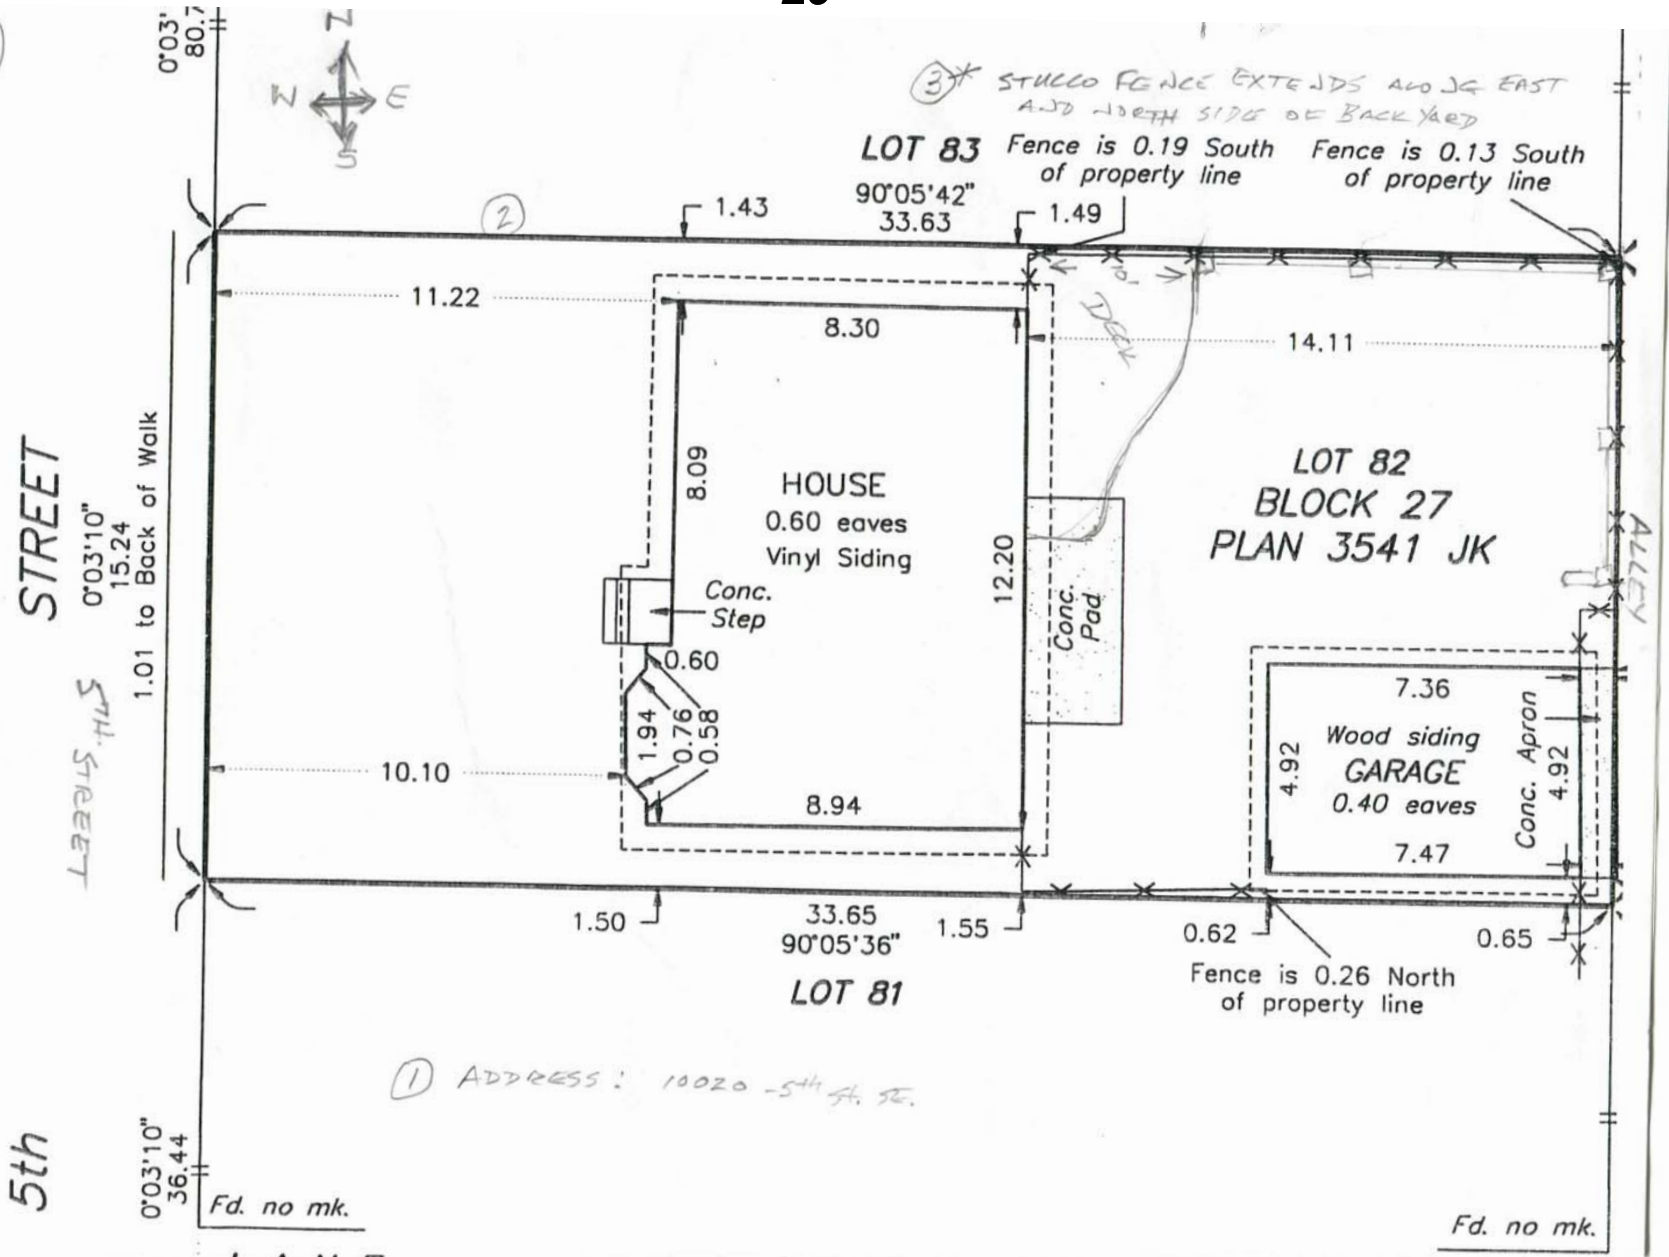 0°03'
80.7
N
W E
S
3* STUCCO FENCE EXTENDS ALONG EAST
AND NORTH SIDE OF BACK YARD
LOT 83
90°05'42"
33.63
Fence is 0.19 South
of property line
Fence is 0.13 South
of property line
2
1.43
1.49
11.22
8.30
10'
DECK
14.11
8.09
HOUSE
0.60 eaves
Vinyl Siding
12.20
LOT 82
BLOCK 27
PLAN 3541 JK
ALLEY
STREET
0°03'10"
15.24
1.01 to Back of Walk
5TH. STREET
Conc.
Step
Conc.
Pad
0.60
1.94
0.76
0.58
10.10
8.94
7.36
4.92
Wood siding
GARAGE
0.40 eaves
7.47
Conc. Apron
4.92
1.50
33.65
90°05'36"
1.55
0.62
0.65
Fence is 0.26 North
of property line
LOT 81
1 ADDRESS: 10020 -5th St. SE.
5th
0°03'10"
36.44
Fd. no mk.
Fd. no mk.